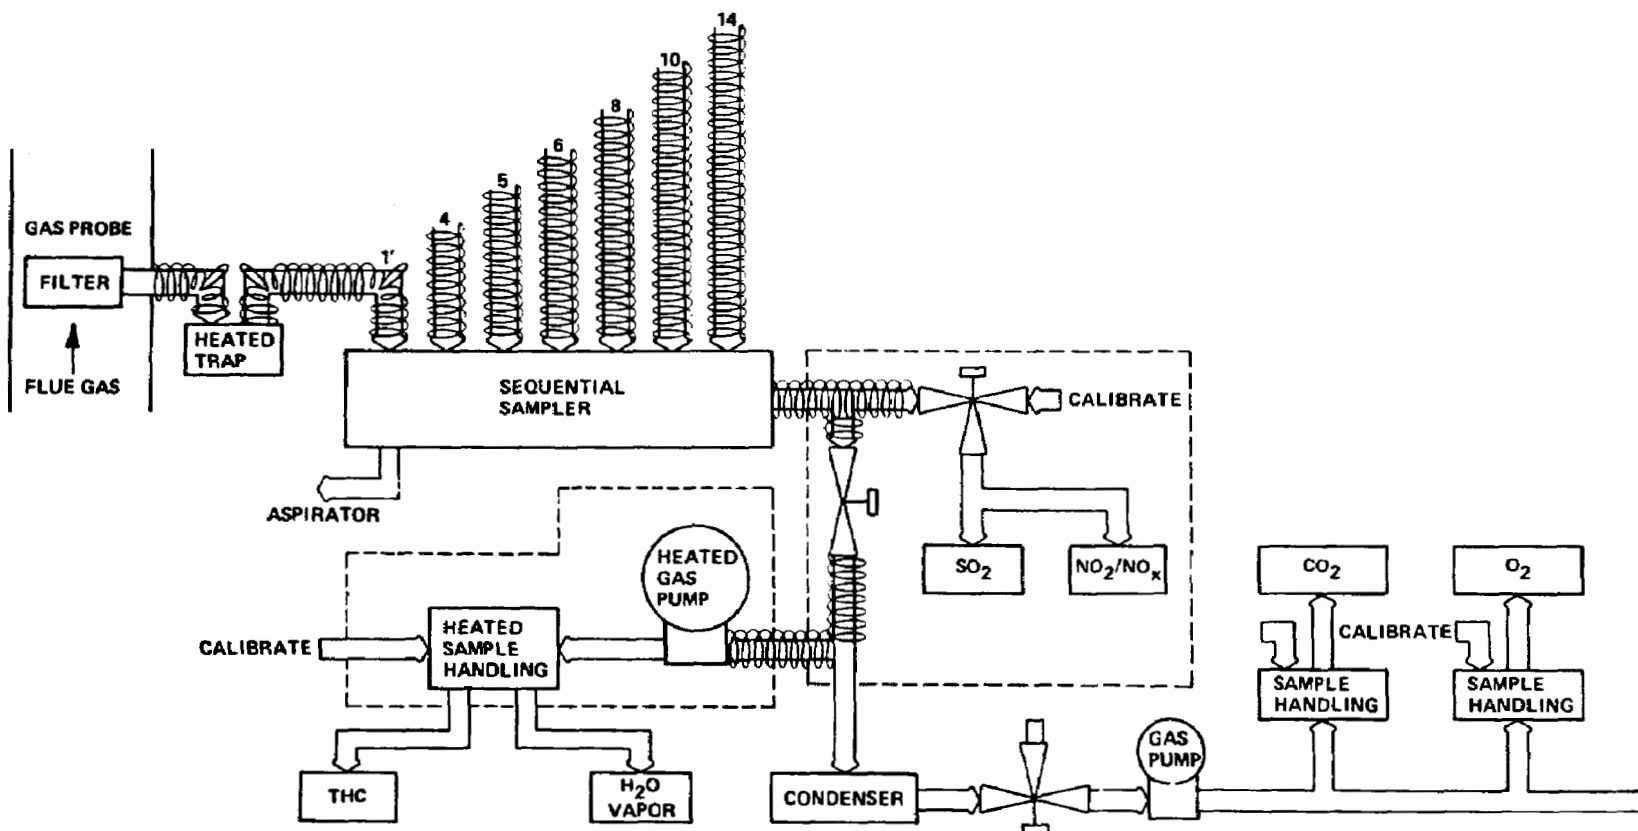 14
10
8
6
5
4
1'
GAS PROBE
FILTER
FLUE GAS
HEATED
TRAP
SEQUENTIAL
SAMPLER
CALIBRATE
ASPIRATOR
HEATED
GAS
PUMP
SO2
NO2/NOx
CO2
O2
CALIBRATE
HEATED
SAMPLE
HANDLING
CALIBRATE
SAMPLE
HANDLING
SAMPLE
HANDLING
THC
H2O
VAPOR
CONDENSER
GAS
PUMP